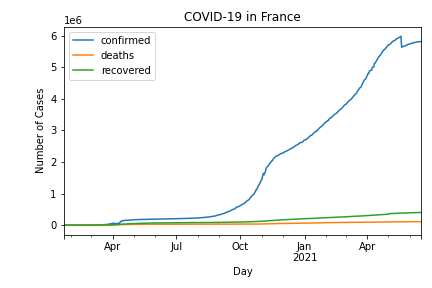 COVID-19 in France
1e6
confirmed
deaths
recovered
Number of Cases
6
5
4
3
2
1
0
Apr Jul Oct Jan Apr
2021
Day